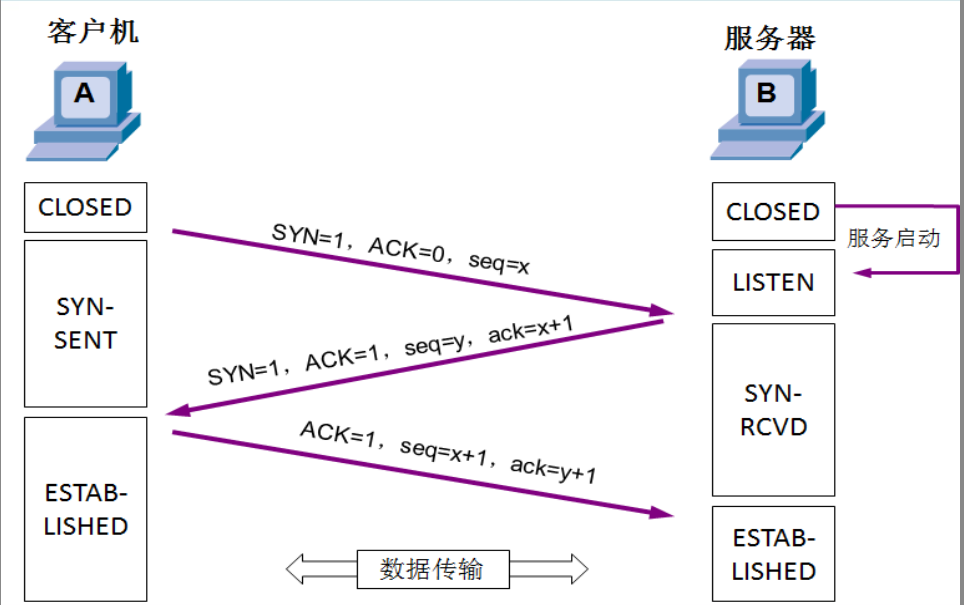 客户机
服务器
A
B
CLOSED
CLOSED
SYN=1，ACK=0，seq=x
服务启动
LISTEN
SYN-
SENT
SYN=1，ACK=1，seq=y，ack=x+1
SYN-
RCVD
ACK=1，seq=x+1，ack=y+1
ESTAB-
LISHED
ESTAB-
LISHED
数据传输